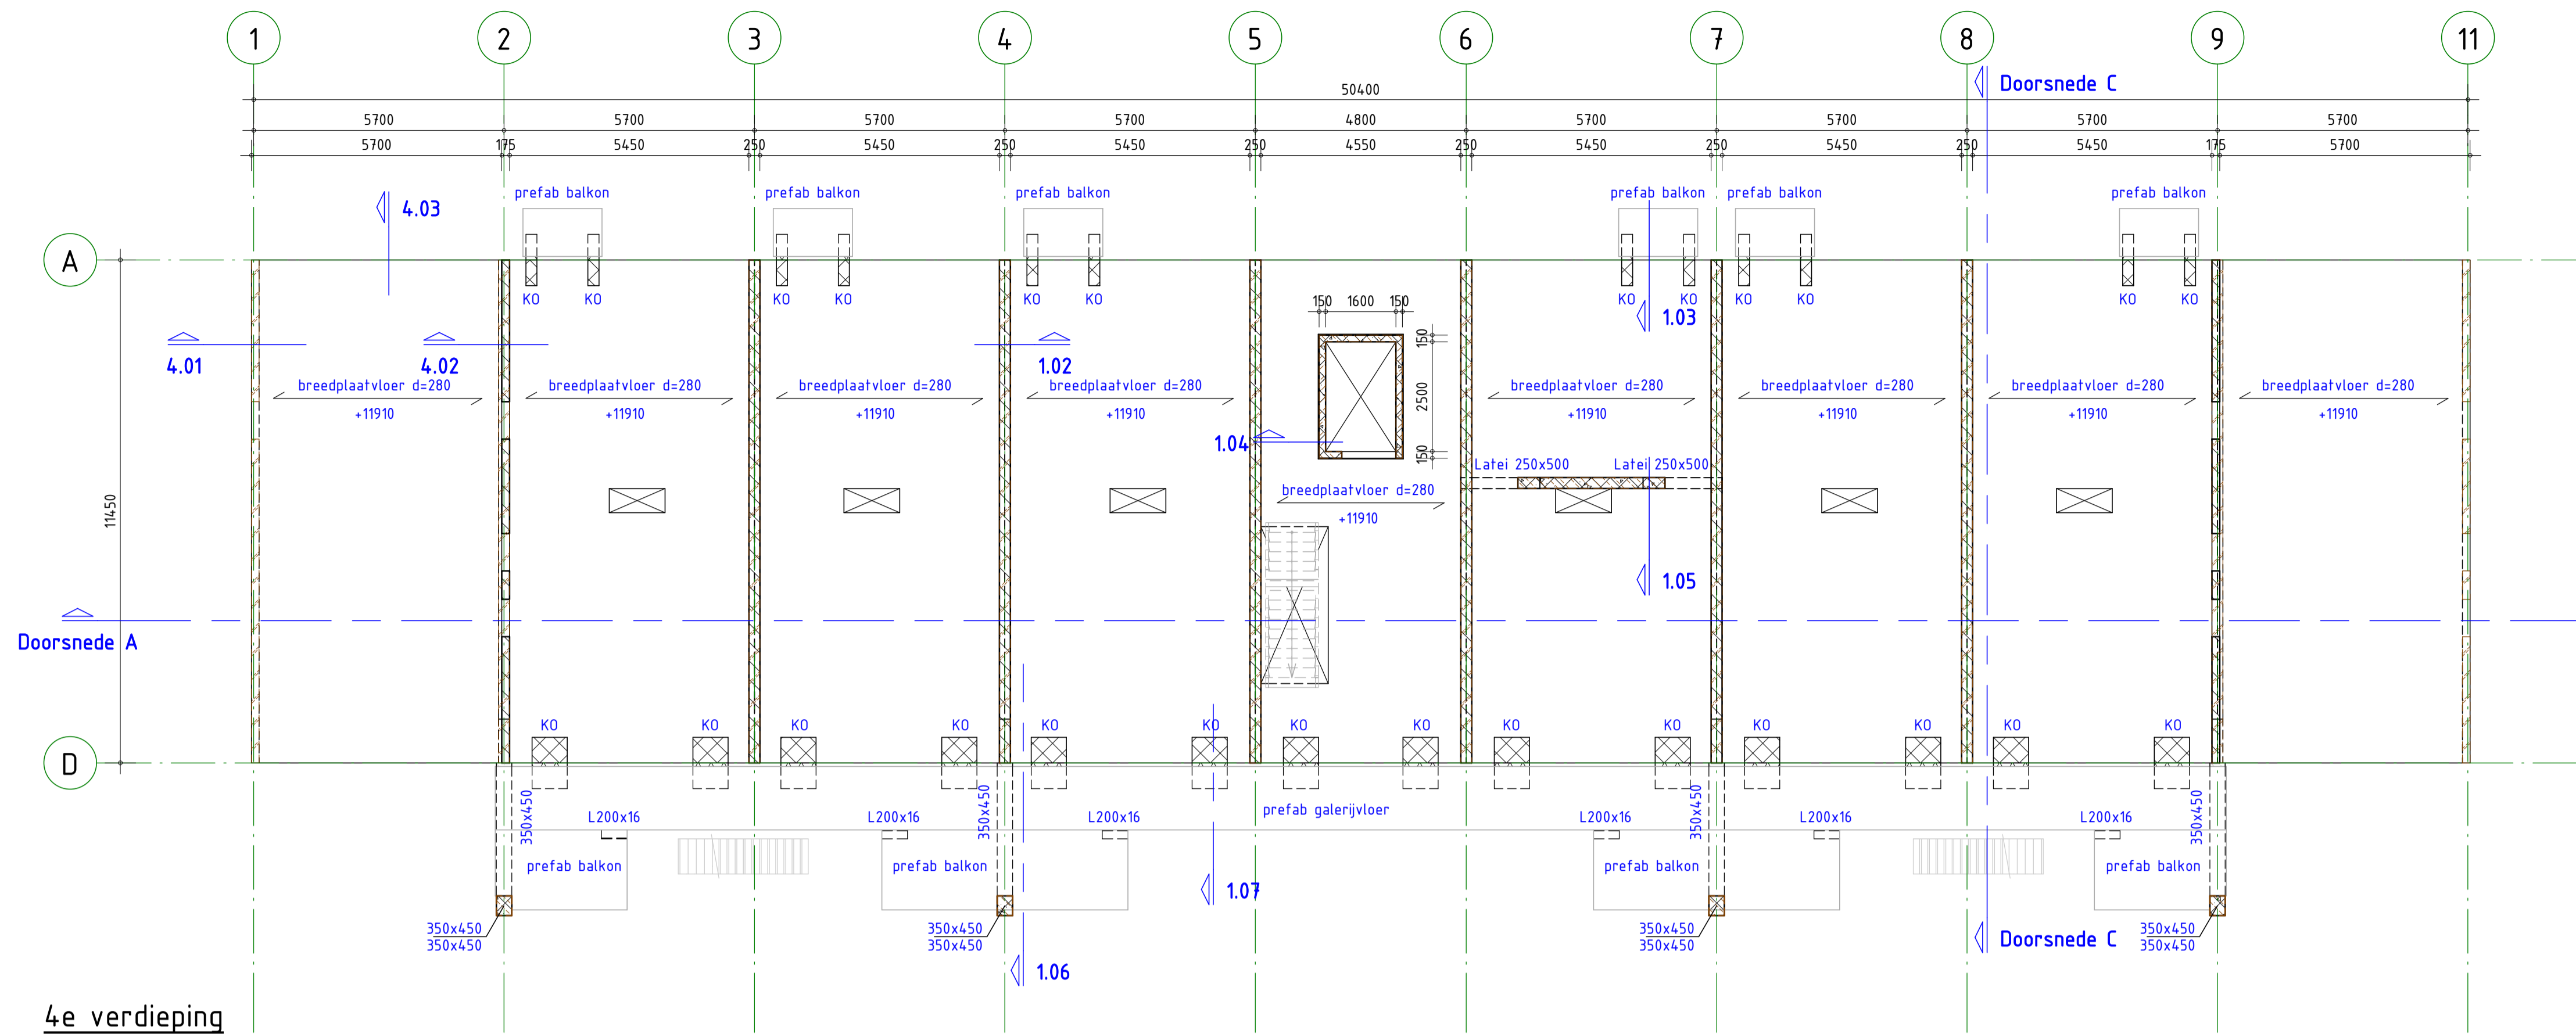 1 2 3 4 5 6 7 8 9 11
Doorsnede C
50400
5700 5700 5700 5700 4800 5700 5700 5700 5700
5700 175 5450 250 5450 250 5450 250 4550 250 5450 250 5450 250 5450 175 5700
prefab balkon prefab balkon prefab balkon prefab balkon prefab balkon prefab balkon
4.03
A
KO KO KO KO KO KO KO KO KO KO KO KO
150 1600 150
1.03
150
4.01 4.02 1.02
breedplaatvloer d=280 breedplaatvloer d=280 breedplaatvloer d=280 breedplaatvloer d=280 breedplaatvloer d=280 breedplaatvloer d=280 breedplaatvloer d=280 breedplaatvloer d=280
2500
+11910 +11910 +11910 +11910 +11910 +11910 +11910 +11910
1.04
150
Latei 250x500 Latei 250x500
breedplaatvloer d=280
+11910
11450
1.05
Doorsnede A
KO KO KO KO KO KO KO KO KO KO KO KO KO KO
D
350x450 350x450 350x450 350x450
prefab galerijvloer
L200x16 L200x16 L200x16 L200x16 L200x16 L200x16
prefab balkon prefab balkon prefab balkon prefab balkon
1.07
350x450 350x450 350x450 350x450
350x450 350x450 350x450 350x450
Doorsnede C
1.06
4e verdieping